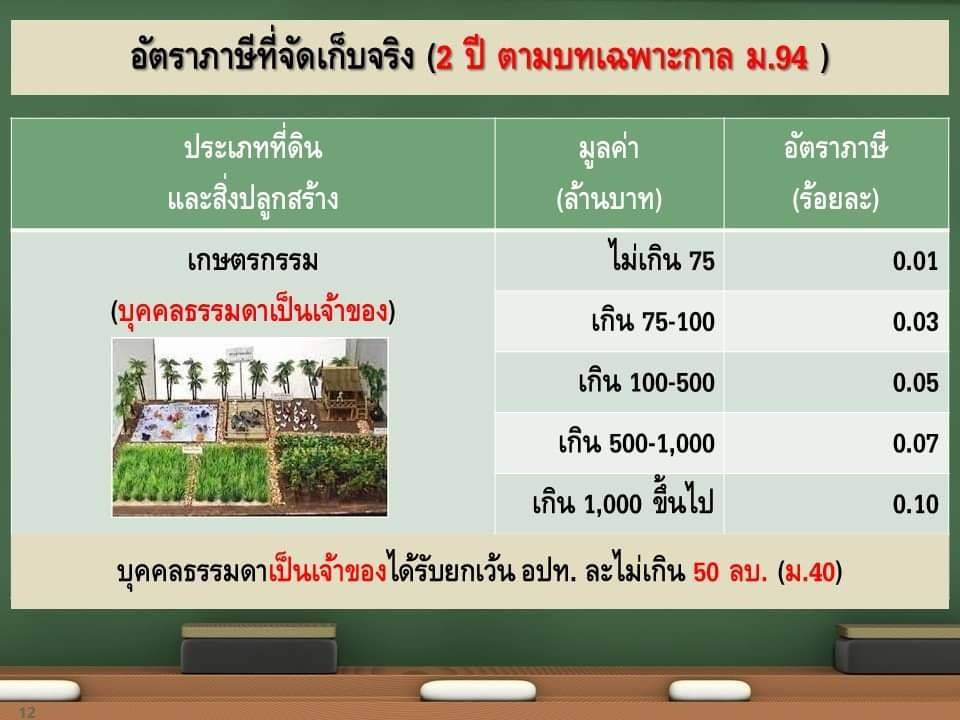 อัตราภาษีที่จัดเก็บจริง (2 ปี ตามบทเฉพาะกาล ม.94 )
ประเภทที่ดิน
และสิ่งปลูกสร้าง
มูลค่า
(ล้านบาท)
อัตราภาษี
(ร้อยละ)
เกษตรกรรม
(บุคคลธรรมดาเป็นเจ้าของ)
ไม่เกิน 75 0.01
เกิน 75-100 0.03
เกิน 100-500 0.05
เกิน 500-1,000 0.07
เกิน 1,000 ขึ้นไป 0.10
บุคคลธรรมดาเป็นเจ้าของได้รับยกเว้น อปท. ละไม่เกิน 50 ลบ. (ม.40)
12